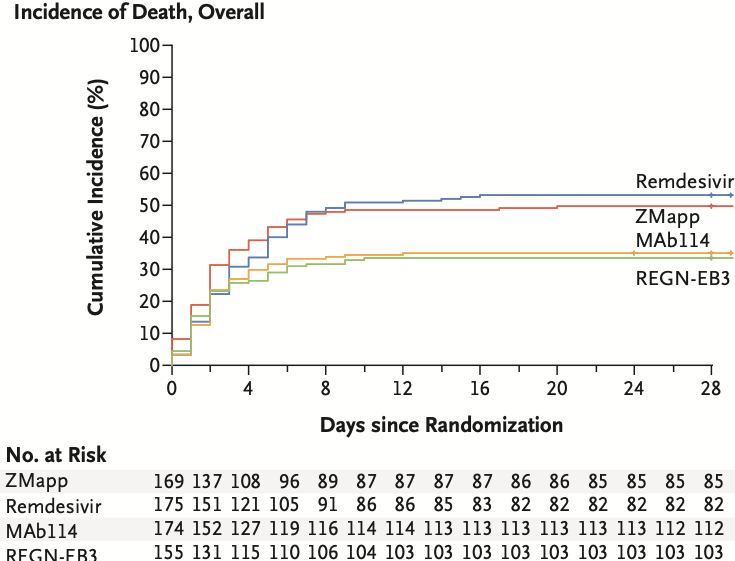 Incidence of Death, Overall
Cumulative Incidence (%)
100
90
80
70
60
50
40
30
20
10
0
Remdesivir
ZMapp
MAb114
REGN-EB3
0 4 8 12 16 20 24 28
Days since Randomization
No. at Risk
ZMapp 169 137 108 96 89 87 87 87 87 86 86 85 85 85 85
Remdesivir 175 151 121 105 91 86 86 85 83 82 82 82 82 82 82
MAb114 174 152 127 119 116 114 114 113 113 113 113 113 113 112 112
REGN-EB3 155 131 115 110 106 104 103 103 103 103 103 103 103 103 103